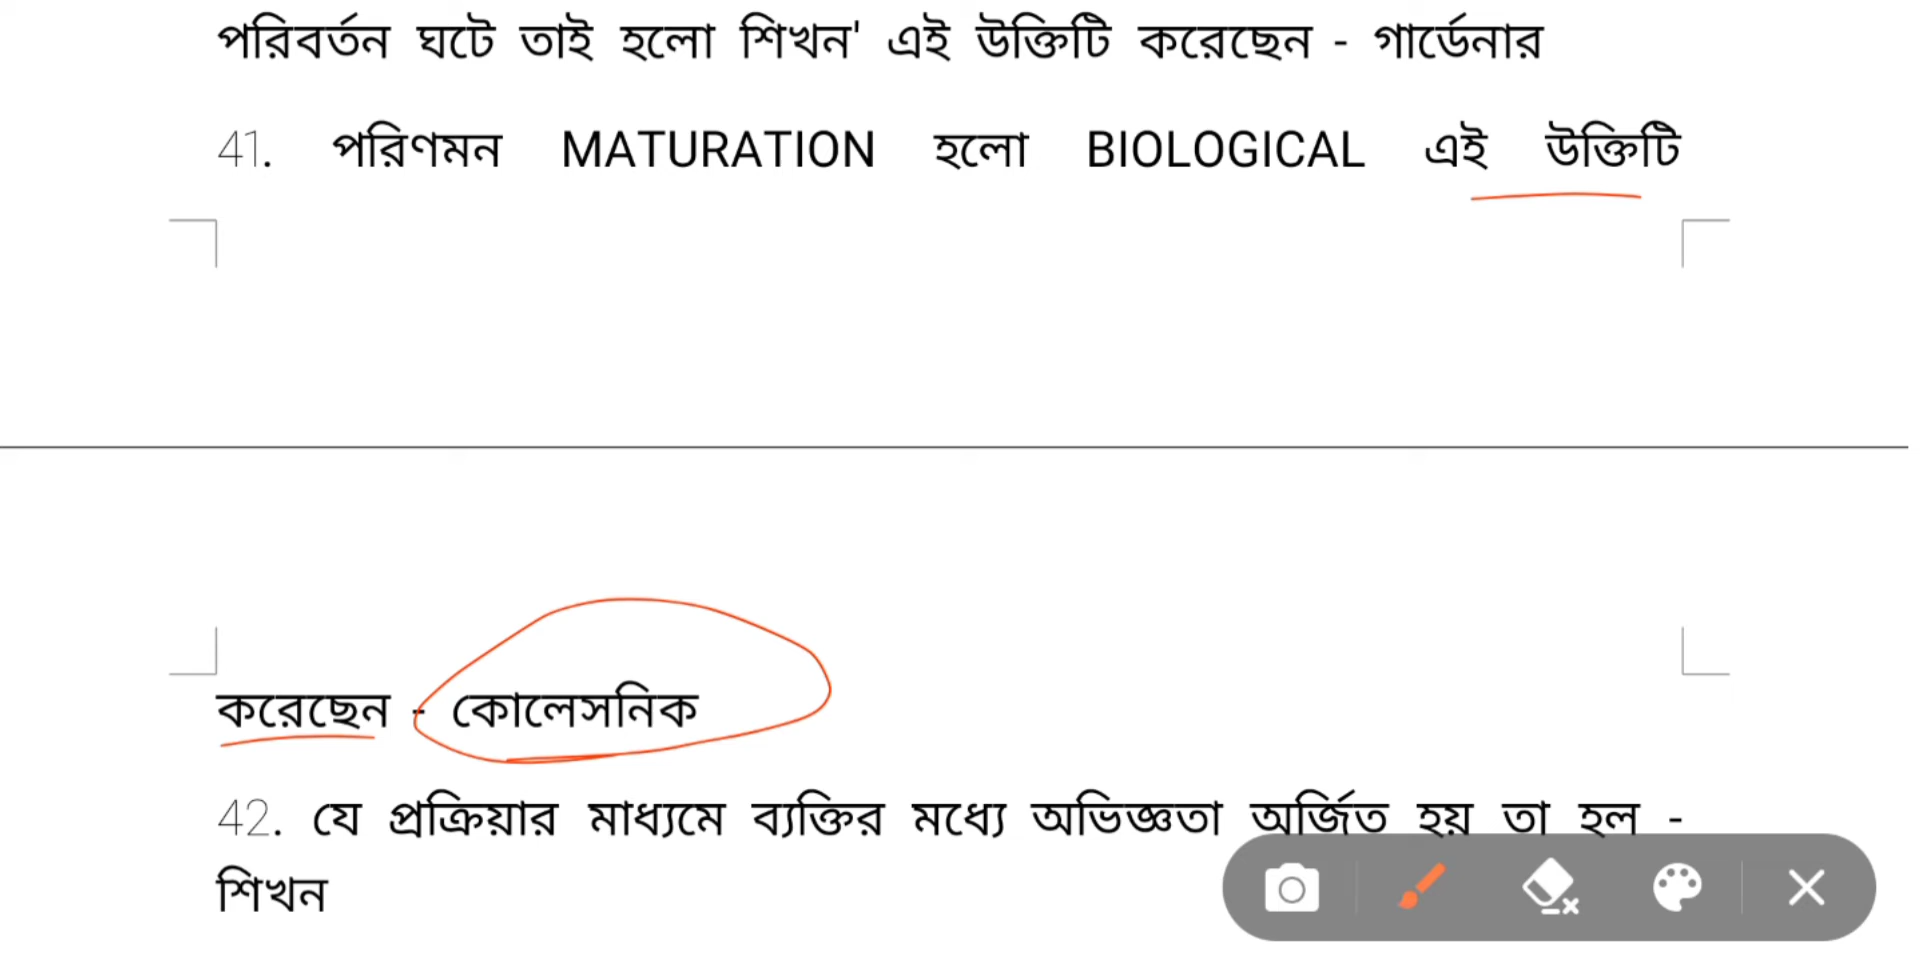 পরিবর্তন ঘটে তাই হলো শিখন' এই উক্তিটি করেছেন - গার্ডেনার
41. পরিণমন MATURATION হলো BIOLOGICAL এই উক্তিটি
করেছেন - কোলেসনিক
42. যে প্রক্রিয়ার মাধ্যমে ব্যক্তির মধ্যে অভিজ্ঞতা অর্জিত হয় তা হল -
শিখন